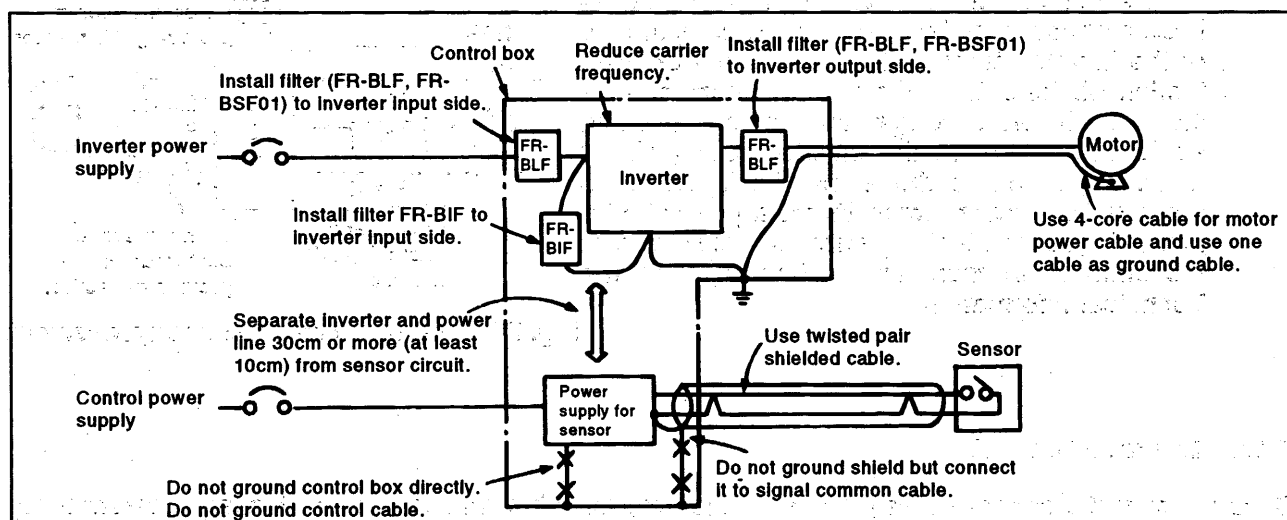 Control box
Reduce carrier
frequency.
Install filter (FR-BLF, FR-BSF01)
to inverter output side.
Install filter (FR-BLF, FR-
BSF01) to inverter input side.
Inverter power
supply
FR-
BLF
Inverter
FR-
BLF
Motor
Install filter FR-BIF to
inverter input side.
FR-
BIF
Use 4-core cable for motor
power cable and use one
cable as ground cable.
Separate inverter and power
line 30cm or more (at least
10cm) from sensor circuit.
Use twisted pair
shielded cable.
Sensor
Control power
supply
Power
supply for
sensor
Do not ground control box directly.
Do not ground control cable.
Do not ground shield but connect
it to signal common cable.